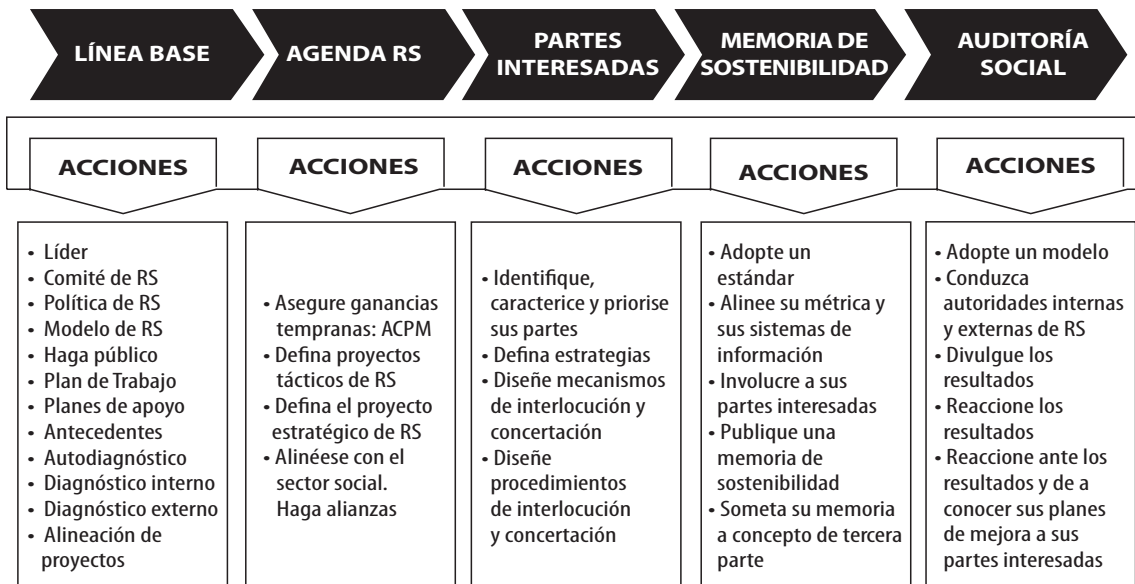 LÍNEA BASE
AGENDA RS
PARTES
INTERESADAS
MEMORIA DE
SOSTENIBILIDAD
AUDITORÍA
SOCIAL
ACCIONES
ACCIONES
ACCIONES
ACCIONES
ACCIONES
• Líder
• Comité de RS
• Política de RS
• Modelo de RS
• Haga público
• Plan de Trabajo
• Planes de apoyo
• Antecedentes
• Autodiagnóstico
• Diagnóstico interno
• Diagnóstico externo
• Alineación de
proyectos
• Asegure ganancias
tempranas: ACPM
• Defina proyectos
tácticos de RS
• Defina el proyecto
estratégico de RS
• Alinéese con el
sector social.
Haga alianzas
• Identifique,
caracterice y priorise
sus partes
• Defina estrategias
• Diseñe mecanismos
de interlocución y
concertación
• Diseñe
procedimientos
de interlocución
y concertación
• Adopte un
estándar
• Alinee su métrica y
sus sistemas de
información
• Involucre a sus
partes interesadas
• Publique una
memoria de
sostenibilidad
• Someta su memoria
a concepto de tercera
parte
• Adopte un modelo
• Conduzca
autoridades internas
y externas de RS
• Divulgue los
resultados
• Reaccione los
resultados
• Reaccione ante los
resultados y de a
conocer sus planes
de mejora a sus
partes interesadas